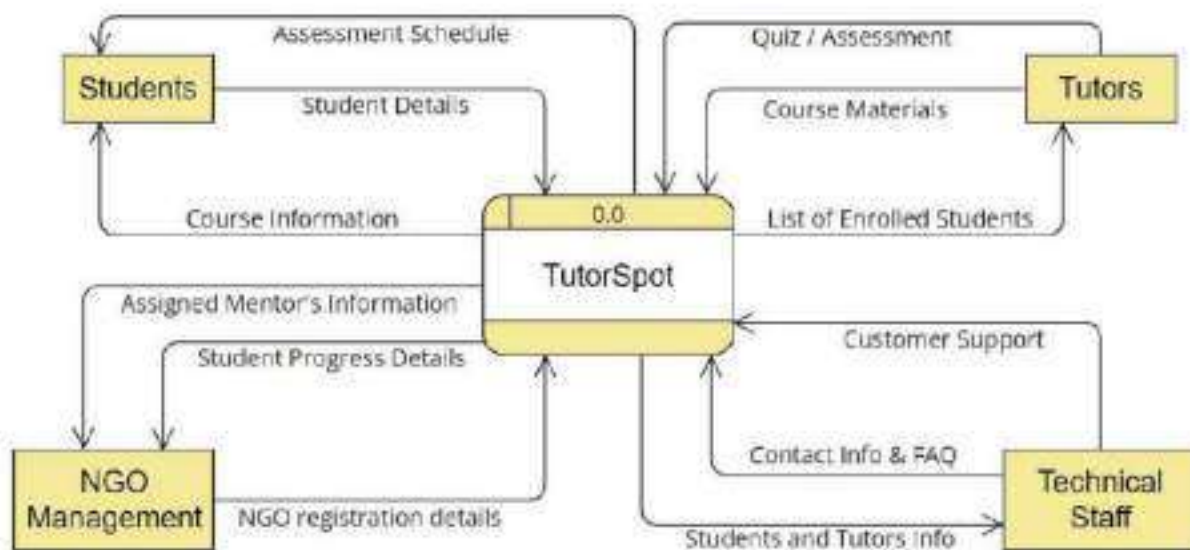 Assessment Schedule
Quiz / Assessment
Students
Tutors
Student Details
Course Materials
0.0
Course Information
List of Enrolled Students
TutorSpot
Assigned Mentor's Information
Customer Support
Student Progress Details
Contact Info & FAQ
NGO
Management
Technical
Staff
NGO registration details
Students and Tutors Info